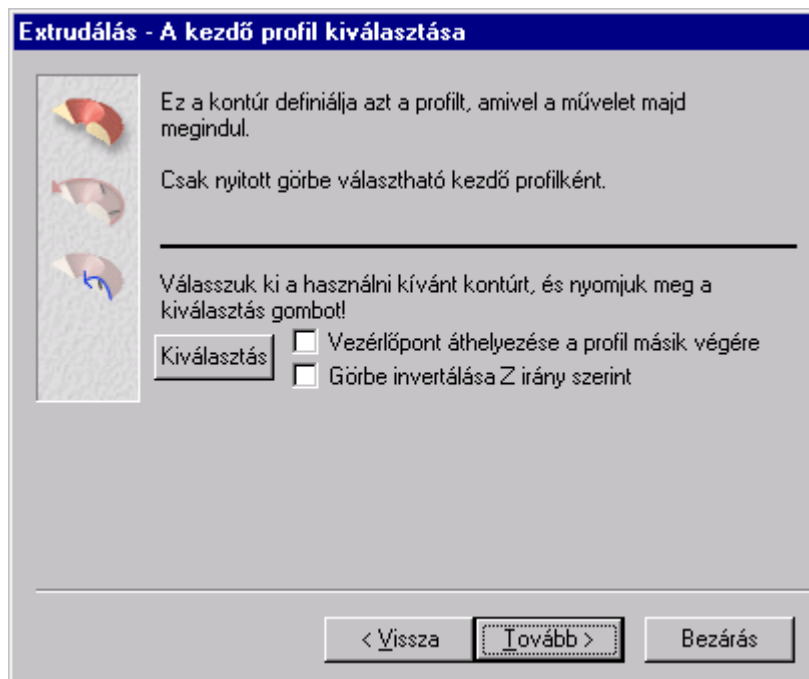 Extrudálás - A kezdő profil kiválasztása
Ez a kontúr definiálja azt a profilt, amivel a művelet majd
megindul.
Csak nyitott görbe választható kezdő profilként.
Válasszuk ki a használni kívánt kontúrt, és nyomjuk meg a
kiválasztás gombot!
Kiválasztás
Vezérlőpont áthelyezése a profil másik végére
Görbe invertálása Z irány szerint
< Vissza
Tovább >
Bezárás